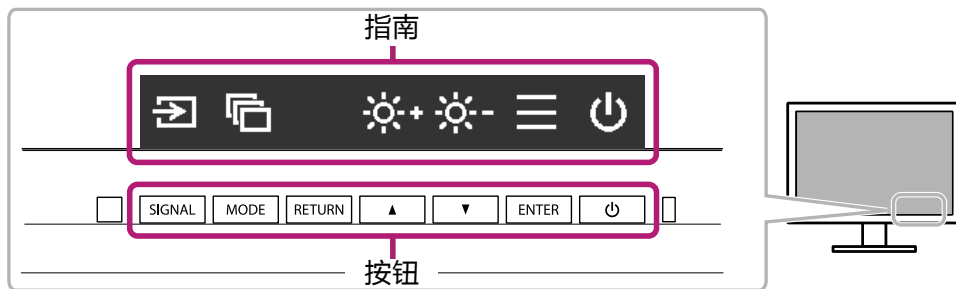 指南
SIGNAL MODE RETURN ▲ ▼ ENTER
按钮